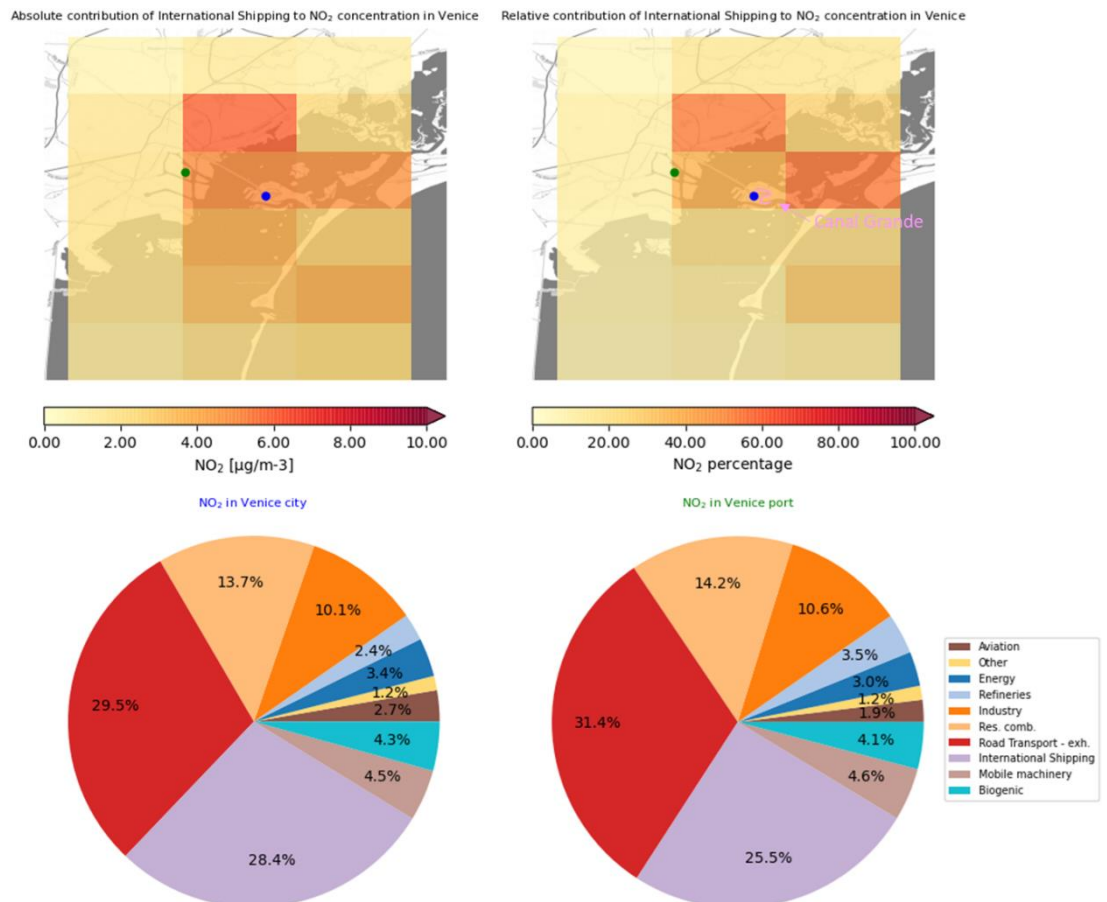 Absolute contribution of International Shipping to NO₂ concentration in Venice
Relative contribution of International Shipping to NO₂ concentration in Venice
Canal Grande
0.00 2.00 4.00 6.00 8.00 10.00
NO₂ [µg/m-3]
0.00 20.00 40.00 60.00 80.00 100.00
NO₂ percentage
NO₂ in Venice city
13.7%
10.1%
2.4%
3.4%
1.2%
2.7%
4.3%
4.5%
28.4%
29.5%
NO₂ in Venice port
14.2%
10.6%
3.5%
3.0%
1.2%
1.9%
4.1%
4.6%
25.5%
31.4%
Aviation
Other
Energy
Refineries
Industry
Res. comb.
Road Transport - exh.
International Shipping
Mobile machinery
Biogenic